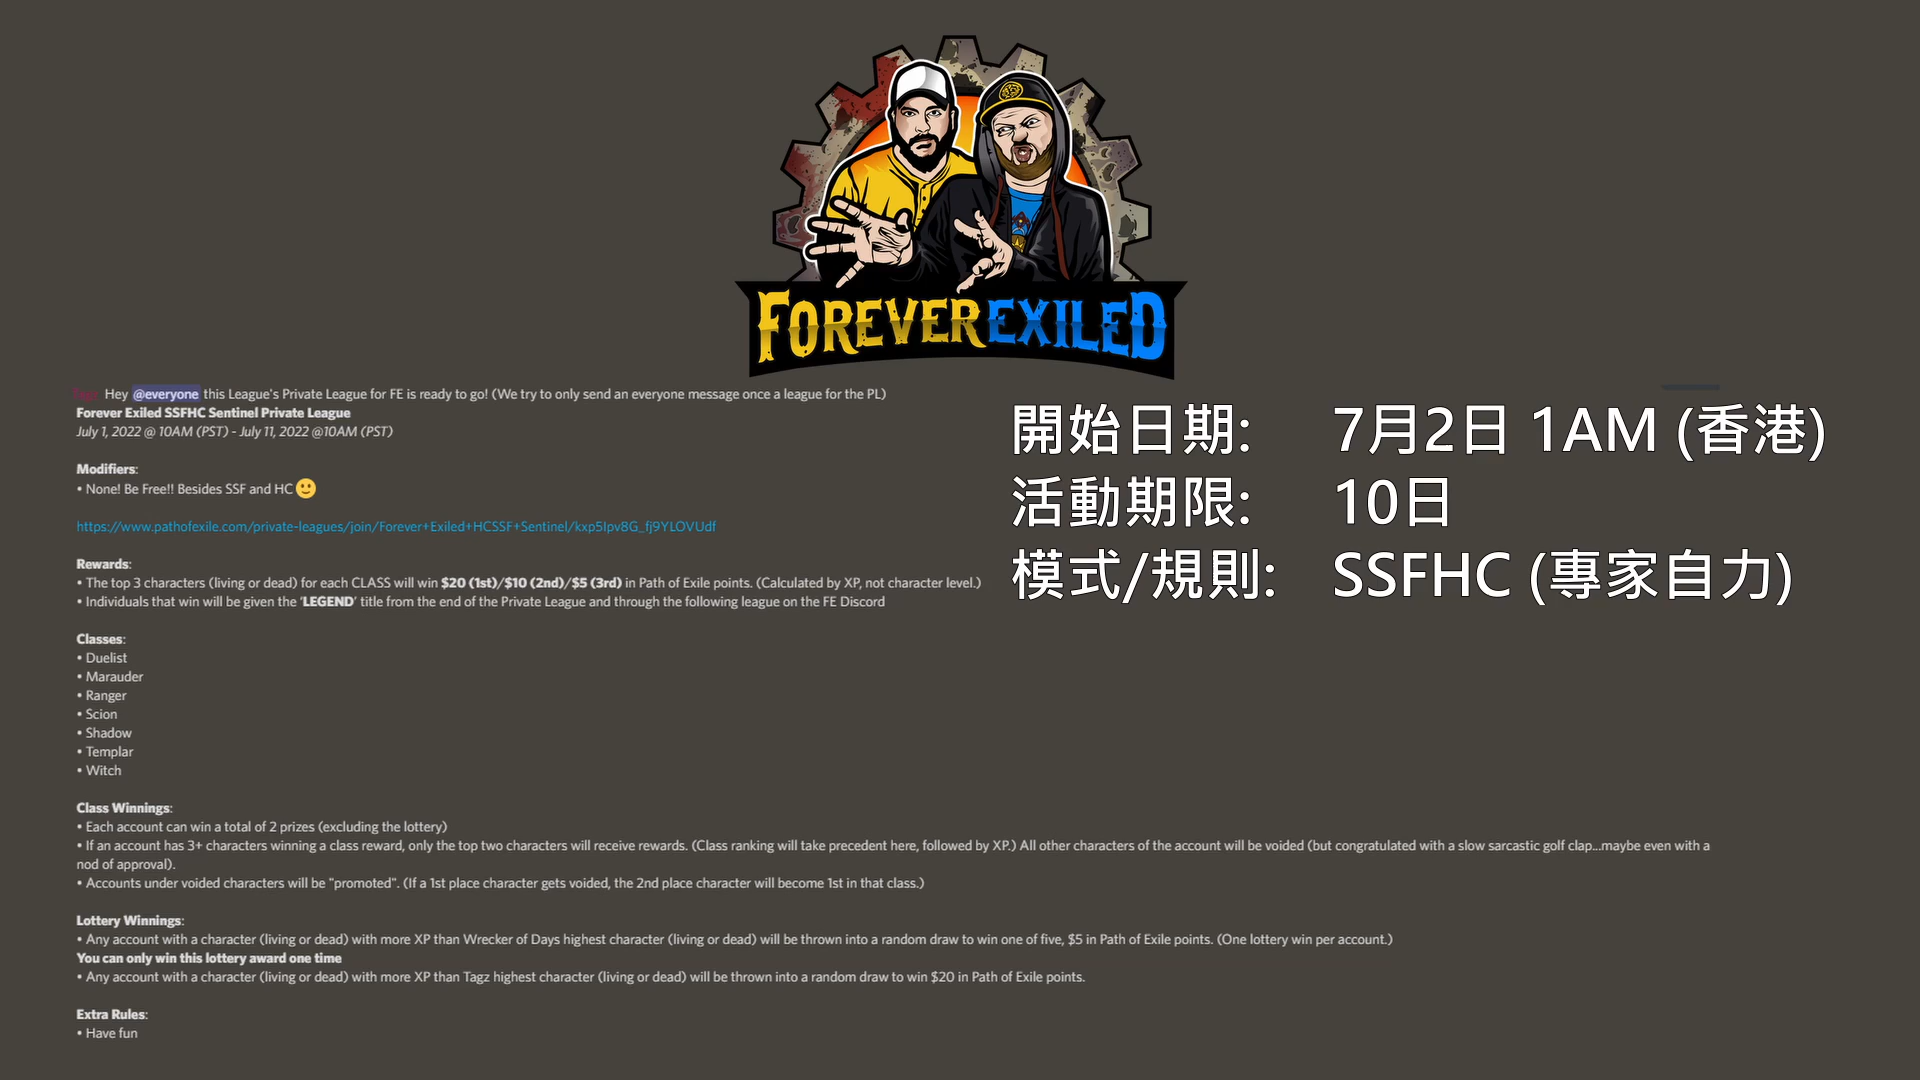 FOREVER EXILED
Tagz Hey @everyone this League's Private League for FE is ready to go! (We try to only send an everyone message once a league for the PL)
Forever Exiled SSFHC Sentinel Private League
July 1, 2022 @ 10AM (PST) - July 11, 2022 @10AM (PST)
Modifiers:
• None! Be Free!! Besides SSF and HC
https://www.pathofexile.com/private-leagues/join/Forever+Exiled+HCSSF+Sentinel/kxp5Ipv8G_fj9YLOVUdf
Rewards:
• The top 3 characters (living or dead) for each CLASS will win $20 (1st)/$10 (2nd)/$5 (3rd) in Path of Exile points. (Calculated by XP, not character level.)
• Individuals that win will be given the 'LEGEND' title from the end of the Private League and through the following league on the FE Discord
開始日期: 7月2日 1AM (香港)
活動期限: 10日
模式/規則: SSFHC (專家自力)
Classes:
• Duelist
• Marauder
• Ranger
• Scion
• Shadow
• Templar
• Witch
Class Winnings:
• Each account can win a total of 2 prizes (excluding the lottery)
• If an account has 3+ characters winning a class reward, only the top two characters will receive rewards. (Class ranking will take precedent here, followed by XP.) All other characters of the account will be voided (but congratulated with a slow sarcastic golf clap...maybe even with a
nod of approval).
• Accounts under voided characters will be "promoted". (If a 1st place character gets voided, the 2nd place character will become 1st in that class.)
Lottery Winnings:
• Any account with a character (living or dead) with more XP than Wrecker of Days highest character (living or dead) will be thrown into a random draw to win one of five, $5 in Path of Exile points. (One lottery win per account.)
You can only win this lottery award one time
• Any account with a character (living or dead) with more XP than Tagz highest character (living or dead) will be thrown into a random draw to win $20 in Path of Exile points.
Extra Rules:
• Have fun